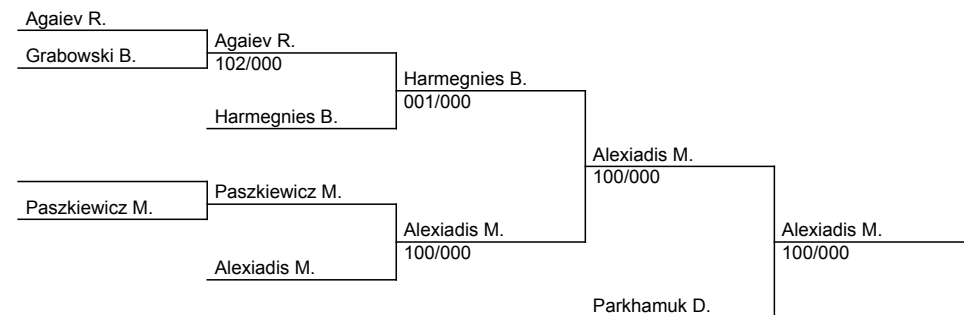 Agaiev R.
Grabowski B.
Agaiev R.
102/000
Harmegnies B.
Harmegnies B.
001/000
Paszkiewicz M.
Paszkiewicz M.
Alexiadis M.
Alexiadis M.
100/000
Alexiadis M.
100/000
Parkhamuk D.
Alexiadis M.
100/000